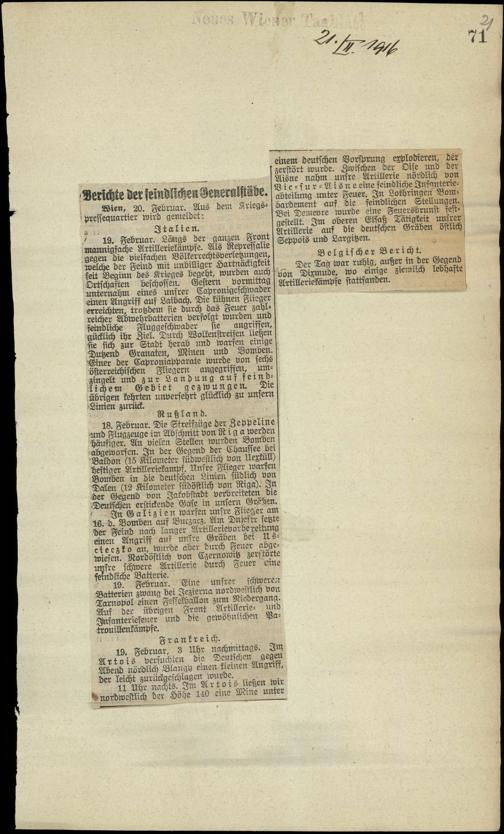 Neues Wiener Tagblatt
21./II. 1916
21
71
Berichte der feindlichen Generalstäbe.
Wien, 20. Februar. Aus dem Kriegs-
pressequartier wird gemeldet:
Italien.
19. Februar. Längs der ganzen Front
mannigfache Artilleriekämpfe. Als Repressalie
gegen die vielfachen Völkerrechtsverletzungen,
welche der Feind mit unbilliger Hartnäckigkeit
seit Beginn des Krieges begeht, wurden auch
Ortschaften beschossen. Gestern vormittag
unternahm eines unsrer Capronigeschwader
einen Angriff auf Laibach. Die kühnen Flieger
erreichten, trotzdem sie durch das Feuer zahl-
reicher Abwehrbatterien verfolgt wurden und
feindliche Fluggeschwader sie angriffen,
glücklich ihr Ziel. Durch Wolkenstreifen ließen
sie sich zur Stadt herab und warfen einige
Dutzend Granaten, Minen und Bomben.
Einer der Caproniapparate wurde von sechs
österreichischen Fliegern angegriffen, um-
zingelt und zur Landung auf feind-
lichem Gebiet gezwungen. Die
übrigen kehrten unversehrt glücklich zu unsern
Linien zurück.
Rußland.
18. Februar. Die Streifzüge der Zeppeline
und Flugzeuge im Abschnitt von Riga werden
häufiger. An vielen Stellen wurden Bomben
abgeworfen. In der Gegend der Chaussee bei
Baldon (15 Kilometer südwestlich von Uexküll)
heftiger Artilleriekampf. Unsre Flieger warfen
Bomben in die deutschen Linien südlich von
Dalen (12 Kilometer südöstlich von Riga). In
der Gegend von Jakobstadt verbreiteten die
Deutschen erstickende Gase in unsern Gräben.
In Galizien warfen unsre Flieger am
16. d. Bomben auf Buczacz. Am Dnjestr setzte
der Feind nach langer Artillerievorbereitung
einen Angriff auf unsre Gräben bei Us-
cieczko an, wurde aber durch Feuer abge-
wiesen. Nordöstlich von Czernowitz zerstörte
unsre schwere Artillerie durch Feuer eine
feindliche Batterie.
19. Februar. Eine unsrer schweren
Batterien zwang bei Jezierna nordwestlich von
Tarnopol einen Fesselballon zum Niedergang.
Auf der übrigen Front Artillerie- und
Infanteriefeuer und die gewöhnlichen Pa-
trouillenkämpfe.
Frankreich.
19. Februar, 3 Uhr nachmittags. Im
Artois versuchten die Deutschen gegen
Abend nördlich Blangy einen kleinen Angriff,
der leicht zurückgeschlagen wurde.
11 Uhr nachts. Im Artois ließen wir
nordwestlich der Höhe 140 eine Mine unter
einem deutschen Vorsprung explodieren, der
zerstört wurde. Zwischen der Oise und der
Aisne nahm unsre Artillerie nördlich von
Vic-sur-Aisne eine feindliche Infanterie-
abteilung unter Feuer. In Lothringen Bom-
bardement auf die feindlichen Stellungen.
Bei Demevre wurde eine Feuersbrunst fest-
gestellt. Im oberen Elsaß Tätigkeit unsrer
Artillerie auf die deutschen Gräben östlich
Seppois und Largitzen.
Belgischer Bericht.
Der Tag war ruhig, außer in der Gegend
von Dixmude, wo einige ziemlich lebhafte
Artilleriekämpfe stattfanden.